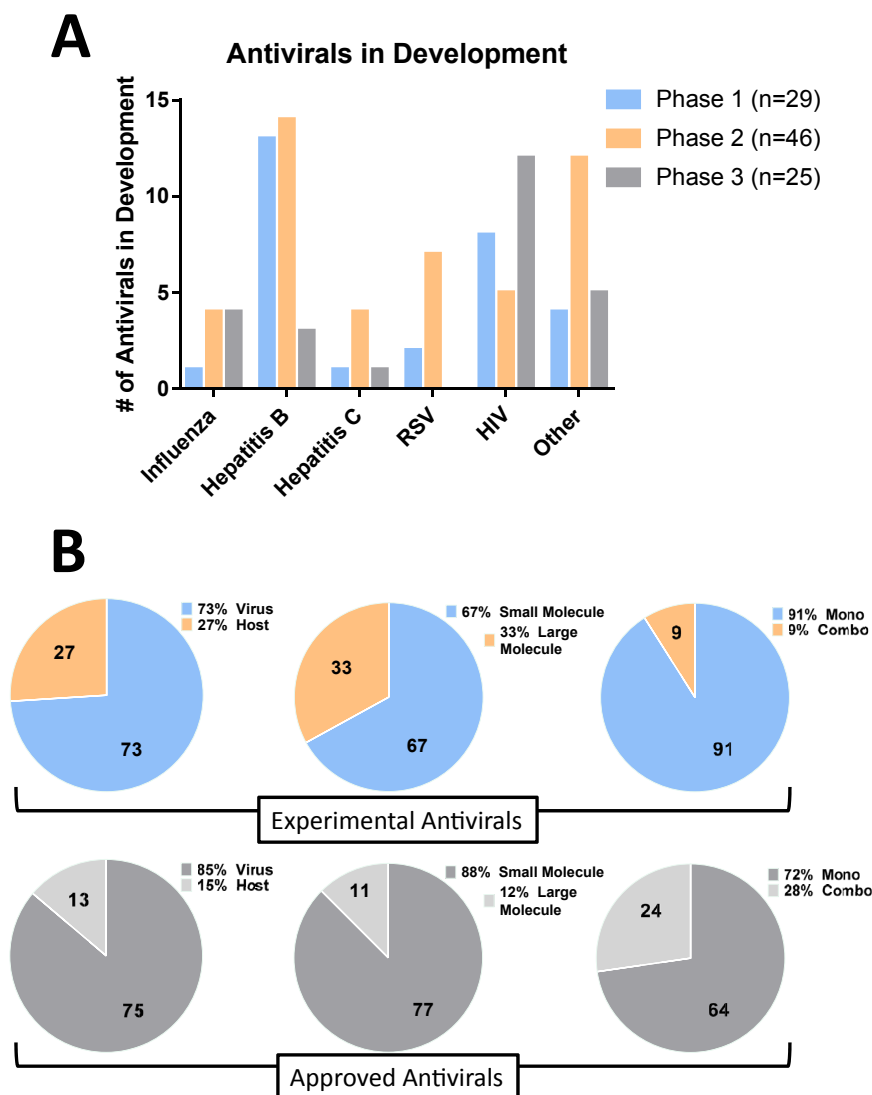 A
Antivirals in Development
# of Antivirals in Development
15
10
5
0
Phase 1 (n=29)
Phase 2 (n=46)
Phase 3 (n=25)
Influenza
Hepatitis B
Hepatitis C
RSV
HIV
Other
B
73% Virus
27% Host
27
73
67% Small Molecule
33% Large
Molecule
33
67
91% Mono
9% Combo
9
91
Experimental Antivirals
85% Virus
15% Host
13
75
88% Small Molecule
12% Large
Molecule
11
77
72% Mono
28% Combo
24
64
Approved Antivirals